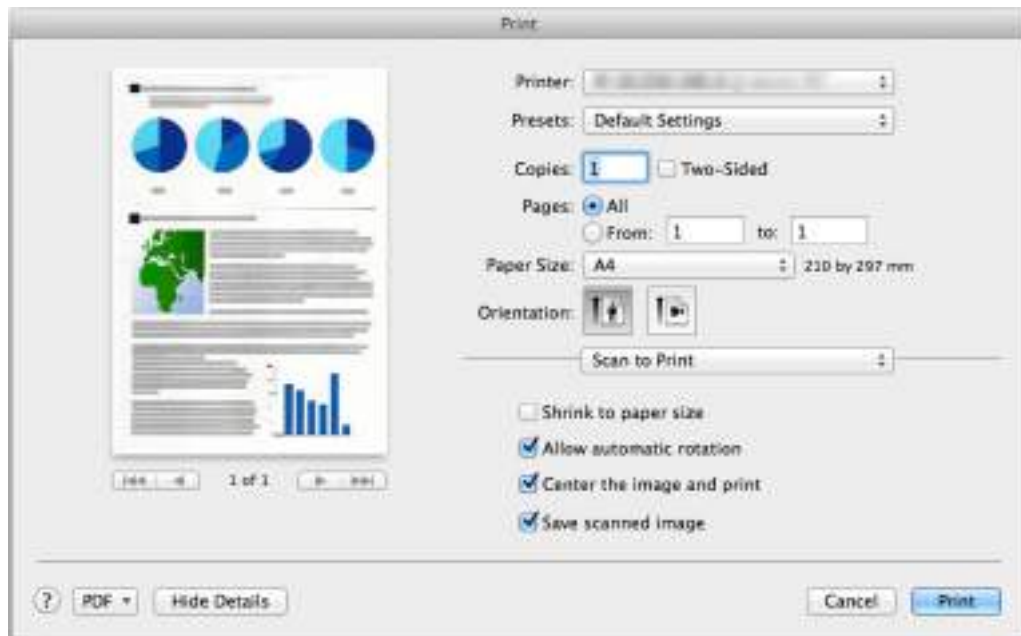 Print
Printer:
Presets: Default Settings
Copies: 1 Two-Sided
Pages: All
From: 1 to: 1
Paper Size: A4 210 by 297 mm
Orientation:
Scan to Print
Shrink to paper size
Allow automatic rotation
Center the image and print
Save scanned image
1 of 1
? PDF Hide Details Cancel Print